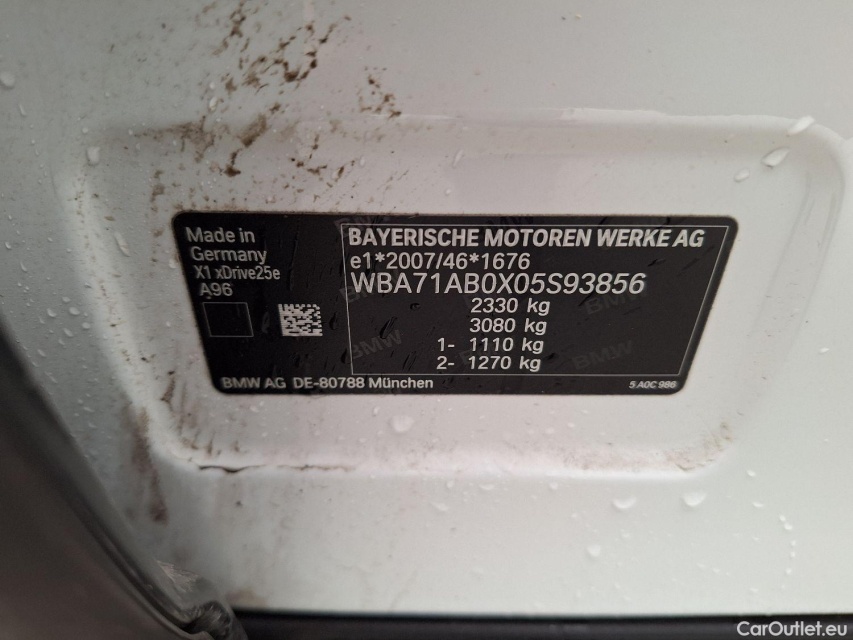 Made in
Germany
X1 xDrive25e
A96
BAYERISCHE MOTOREN WERKE AG
e1*2007/46*1676
WBA71AB0X05S93856
2330 kg
3080 kg
1- 1110 kg
2- 1270 kg
BMW AG DE-80788 München
5 A0C 986
CarOutlet.eu